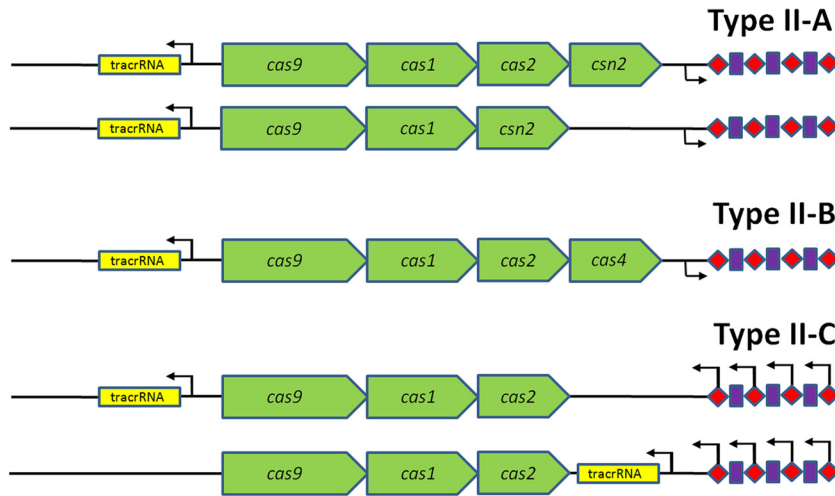 Type II-A
tracrRNA cas9 cas1 cas2 csn2
tracrRNA cas9 cas1 csn2
Type II-B
tracrRNA cas9 cas1 cas2 cas4
Type II-C
tracrRNA cas9 cas1 cas2
cas9 cas1 cas2 tracrRNA